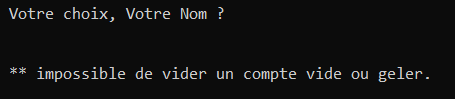 Votre choix, Votre Nom ?
** impossible de vider un compte vide ou geler.